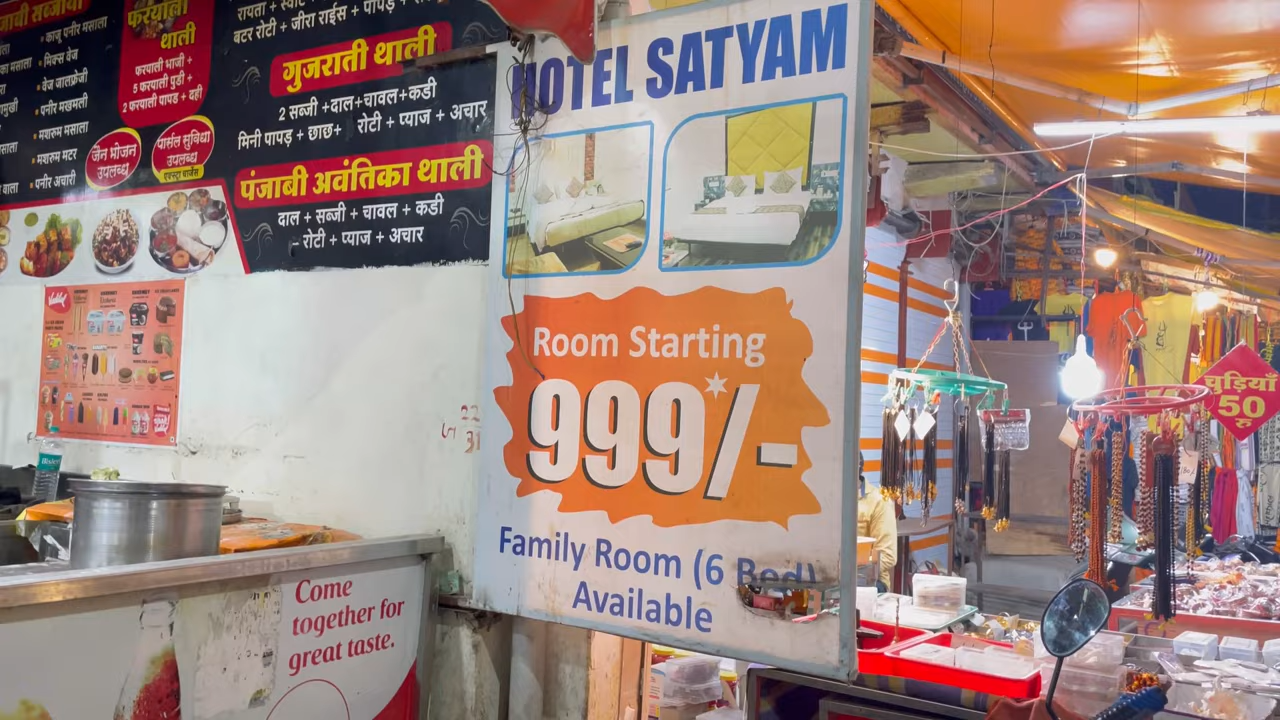 पंजाबी सब्जीयां
• काजू पनीर मसाला
• मिक्स वेज
• वेज जालफ्रेजी
• पनीर मखमली
• मशरुम मसाला
• मशरुम मटर
• पनीर अचारी
फरयाली
थाली
फरयाली भाजी +
5 फरयाली पुडी +
2 फरयाली पापड + दही
जैन भोजन
उपलब्ध
पार्सल सुविधा
उपलब्ध
एक्स्ट्रा चार्जेस
बटर रोटी + जीरा राईस + पापड
गुजराती थाली
2 सब्जी +दाल+चावल+कडी
मिनी पापड़ + छाछ+ रोटी + प्याज + अचार
पंजाबी अवंतिका थाली
दाल + सब्जी + चावल + कडी
- रोटी + प्याज + अचार
HOTEL SATYAM
Room Starting
999/-
Family Room (6 Bed)
Available
Come
together for
great taste.
चुडियाँ
50
रु